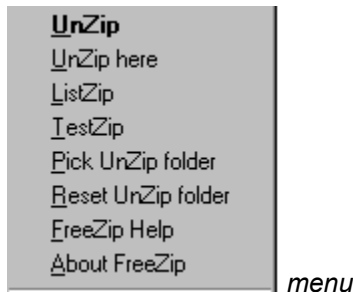 UnZip
UnZip here
ListZip
TestZip
Pick UnZip folder
Reset UnZip folder
FreeZip Help
About FreeZip
menu